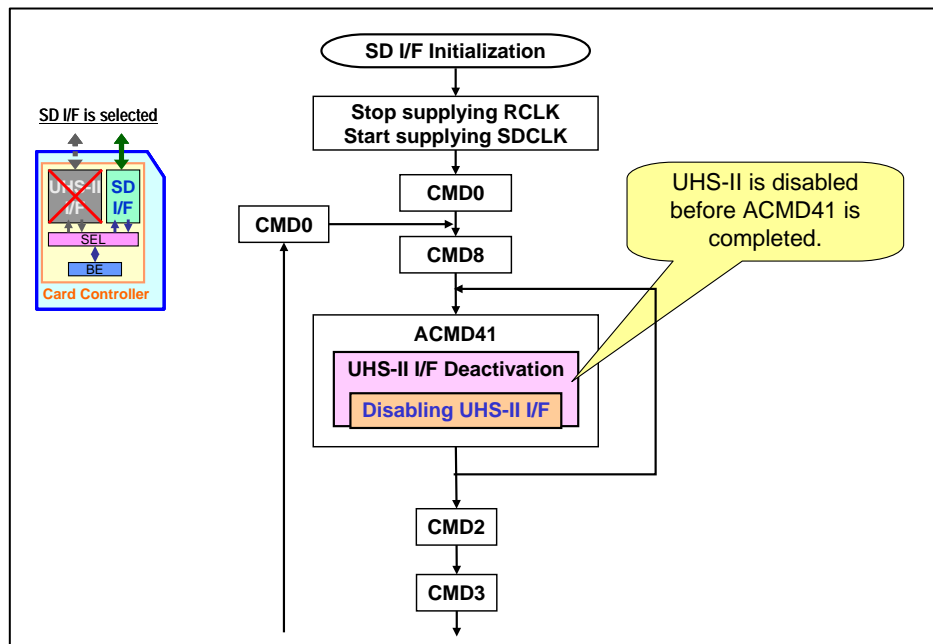 SD I/F Initialization
SD I/F is selected
UHS-II
I/F
SD
I/F
SEL
BE
Card Controller
Stop supplying RCLK
Start supplying SDCLK
CMD0
CMD0
CMD8
UHS-II is disabled
before ACMD41 is
completed.
ACMD41
UHS-II I/F Deactivation
Disabling UHS-II I/F
CMD2
CMD3